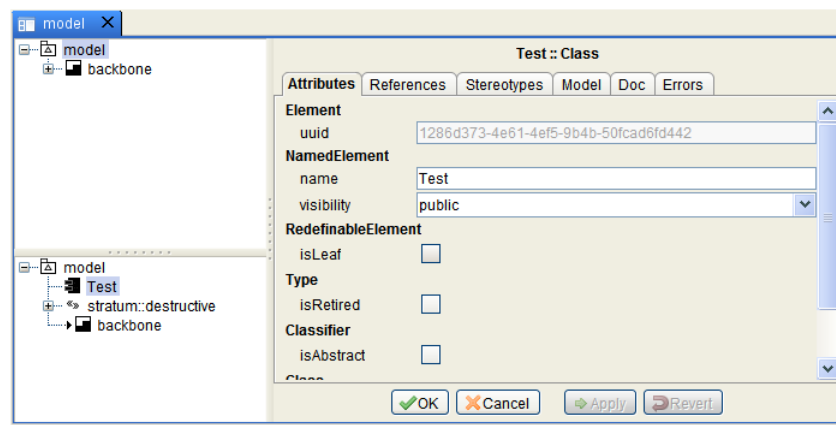 model
model
backbone
model
Test
stratum::destructive
backbone
Test :: Class
Attributes References Stereotypes Model Doc Errors
Element
uuid 1286d373-4e61-4ef5-9b4b-50fcad6fd442
NamedElement
name Test
visibility public
RedefinableElement
isLeaf
Type
isRetired
Classifier
isAbstract
Class
OK Cancel Apply Revert